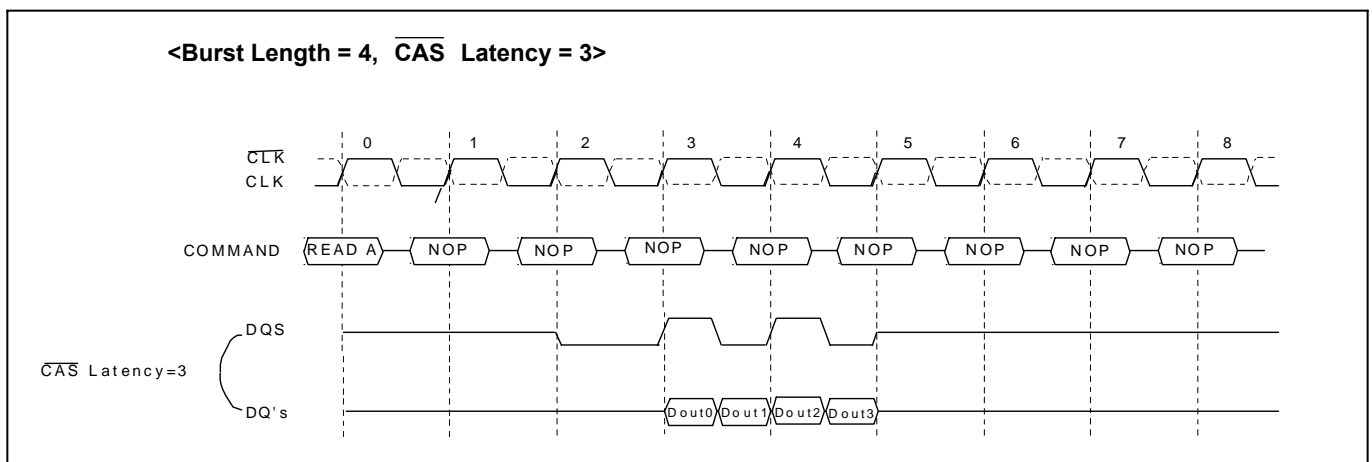 <Burst Length = 4, CAS Latency = 3>
0 1 2 3 4 5 6 7 8
CLK
CLK
COMMAND READ A NOP NOP NOP NOP NOP NOP NOP NOP
DQS
CAS Latency=3
DQ's Dout0 Dout1 Dout2 Dout3